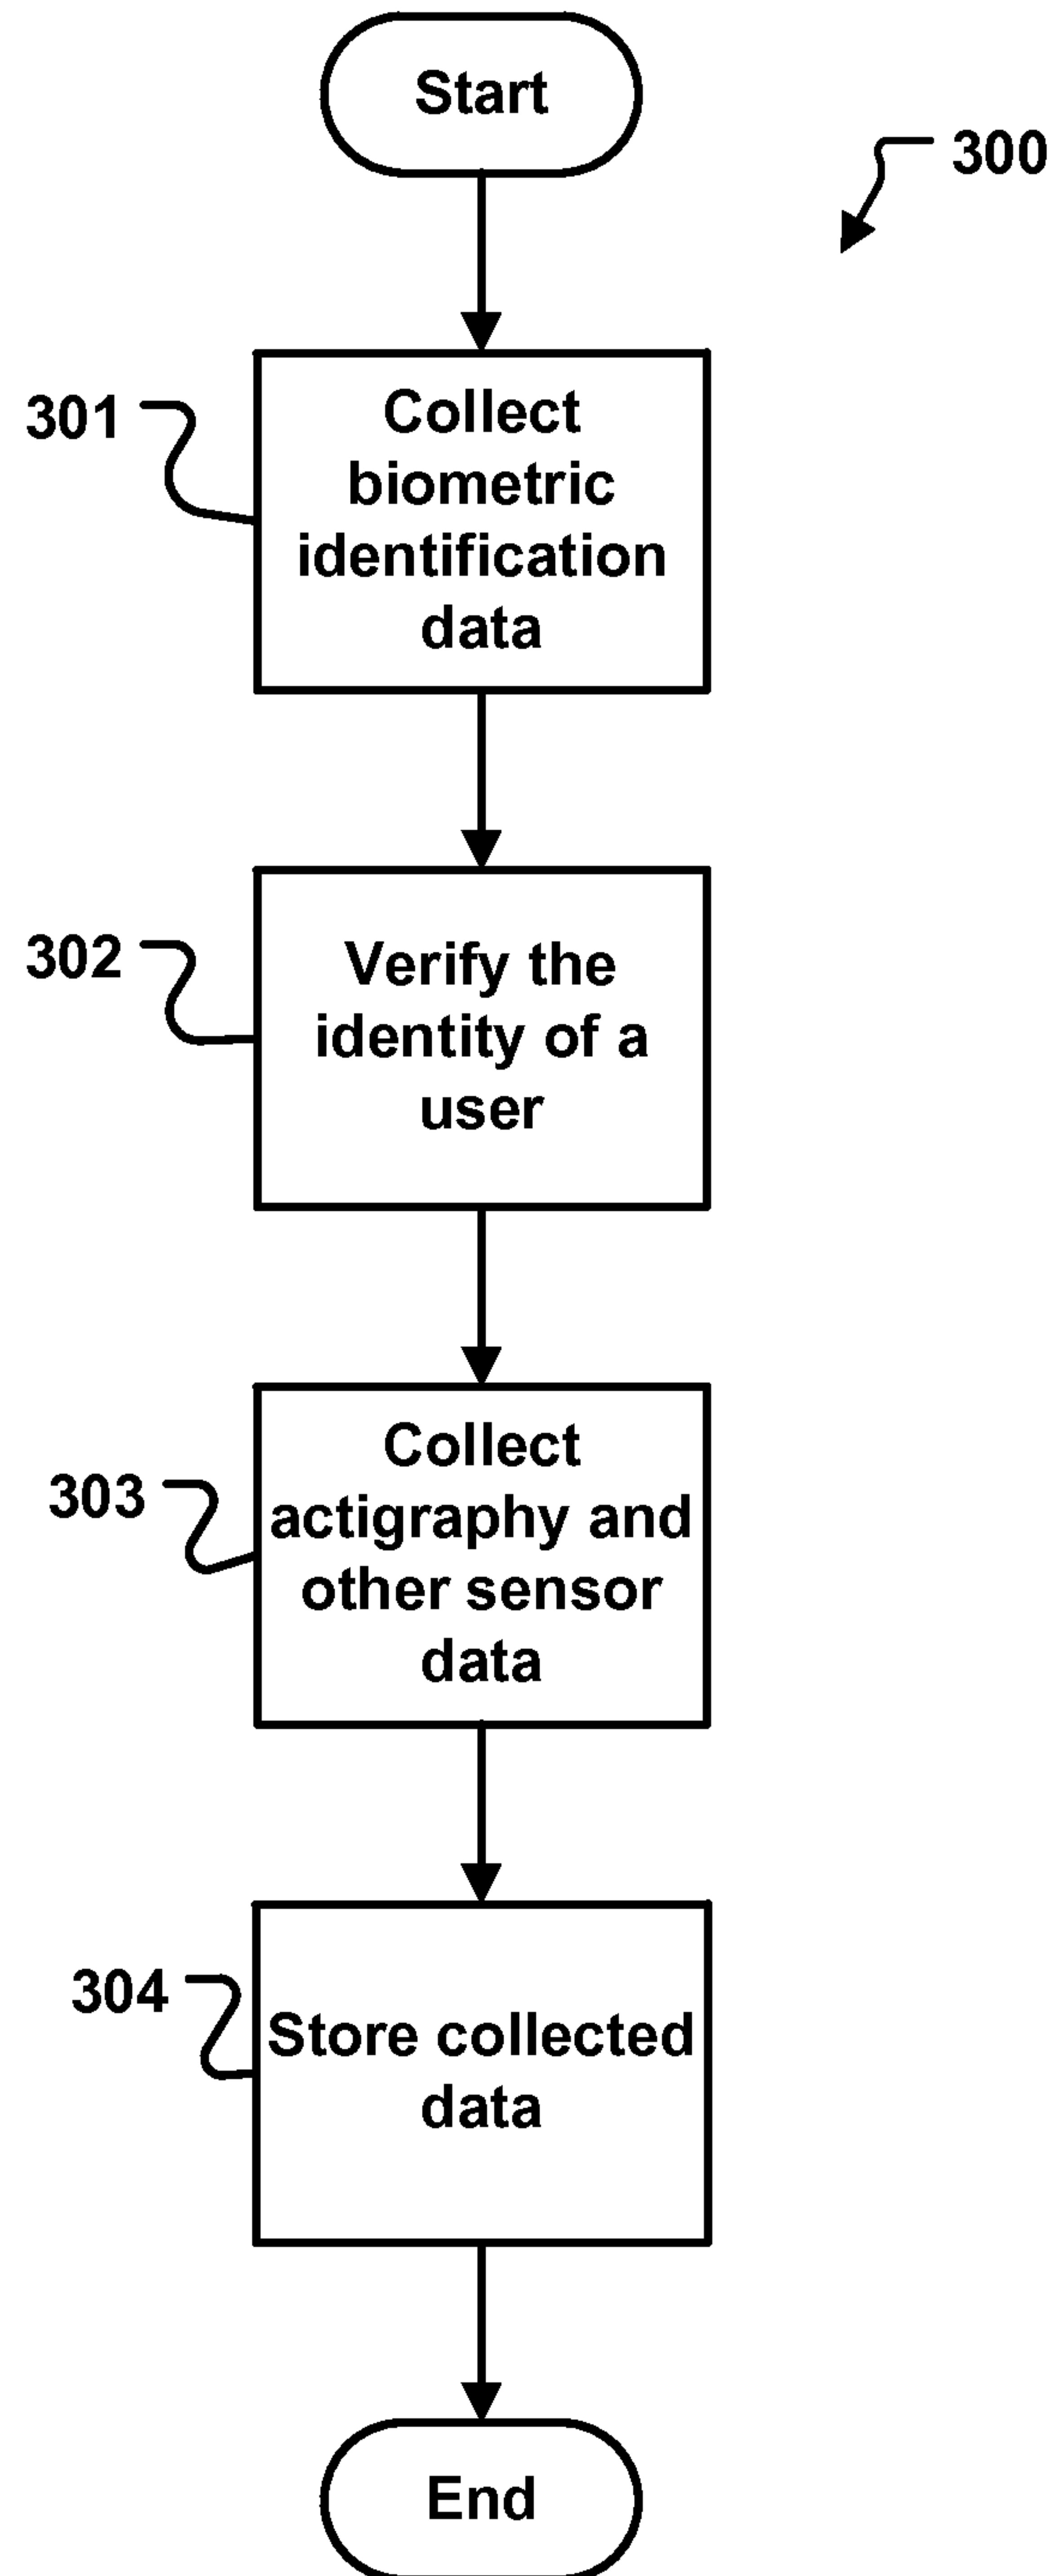 Start
300
301
Collect
biometric
identification
data
302
Verify the
identity of a
user
303
Collect
actigraphy and
other sensor
data
304
Store collected
data
End